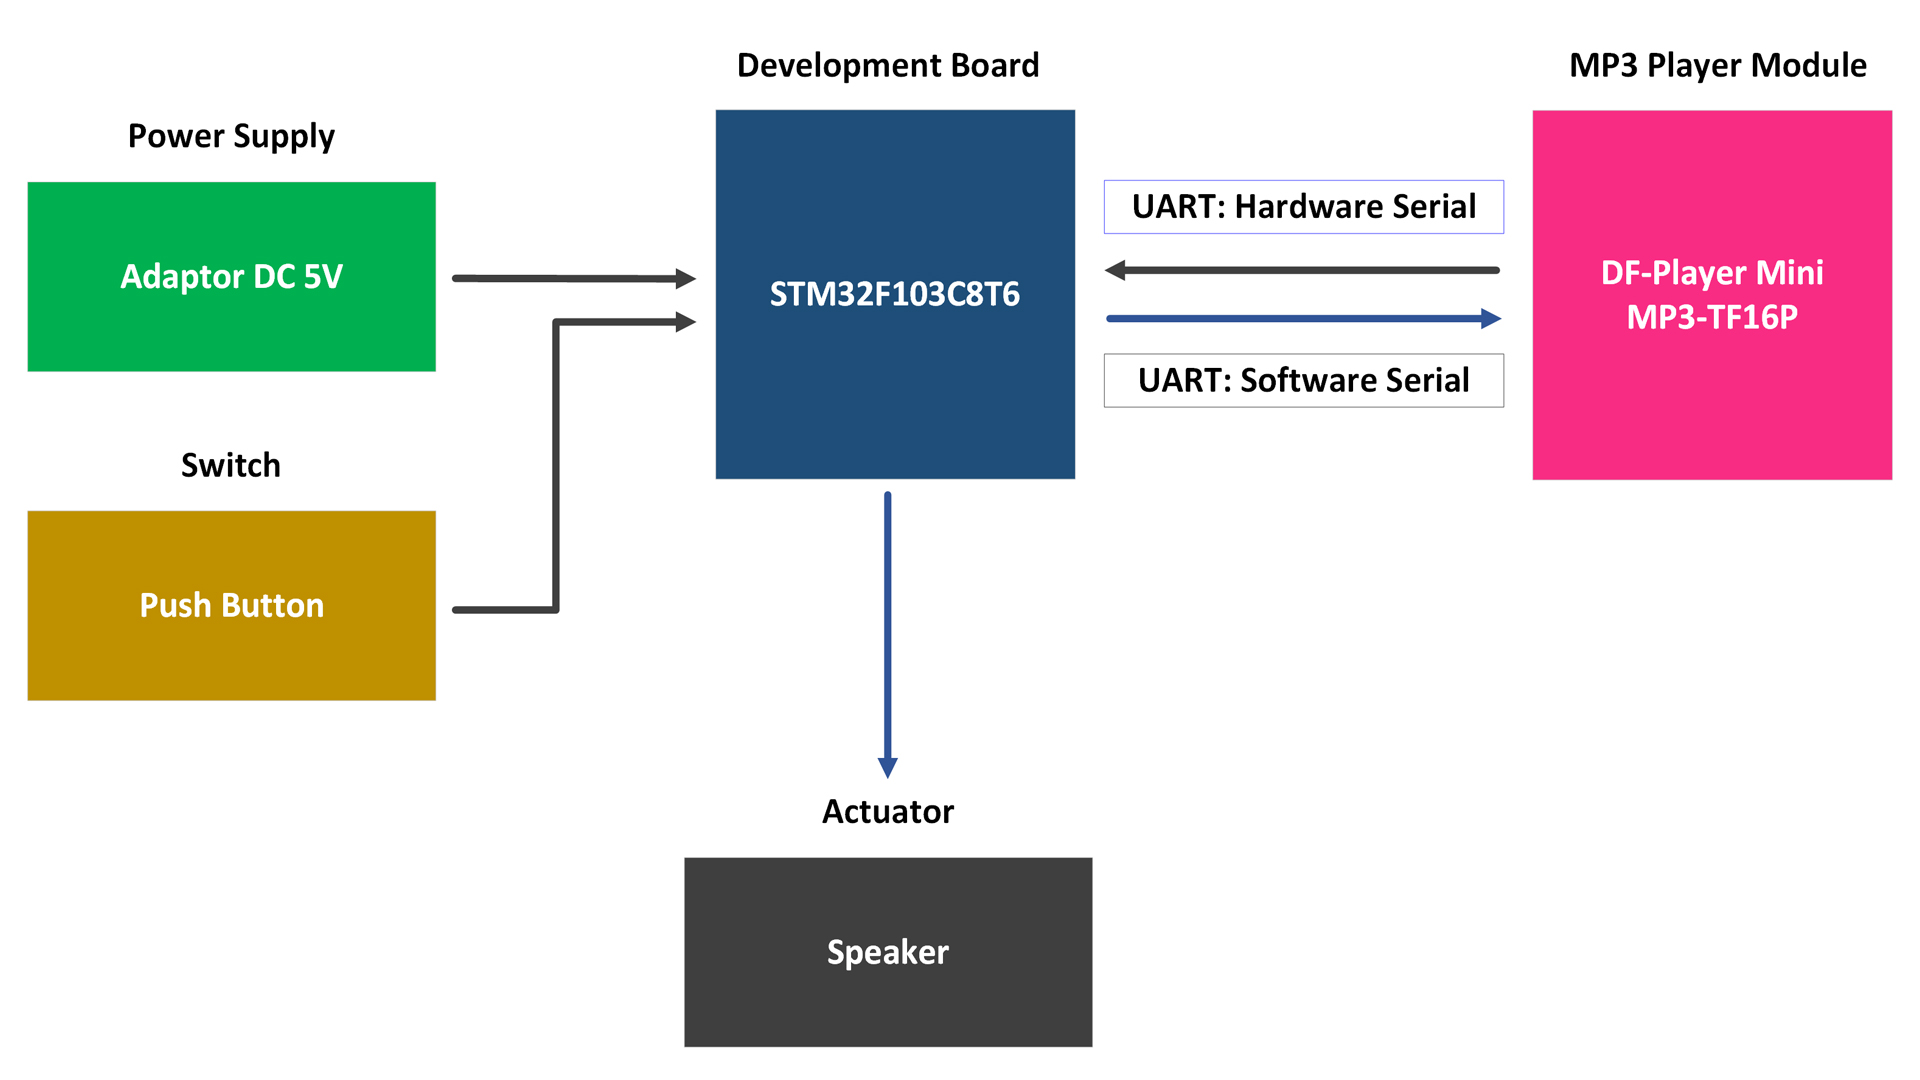 Development Board
MP3 Player Module
Power Supply
Adaptor DC 5V
STM32F103C8T6
UART: Hardware Serial
DF-Player Mini
MP3-TF16P
UART: Software Serial
Switch
Push Button
Actuator
Speaker